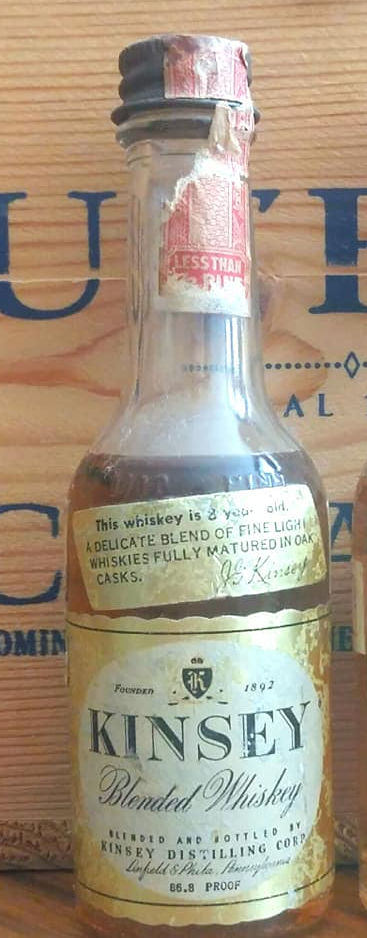 LESS THAN
This whiskey is 8 years old.
A DELICATE BLEND OF FINE LIGHT
WHISKIES FULLY MATURED IN OAK
CASKS. J.G. Kinsey
FOUNDED K 1892
KINSEY
Blended Whiskey
BLENDED AND BOTTLED BY
KINSEY DISTILLING CORP.
Linfield & Phila., Pennsylvania
86.8 PROOF
AL
OMIN